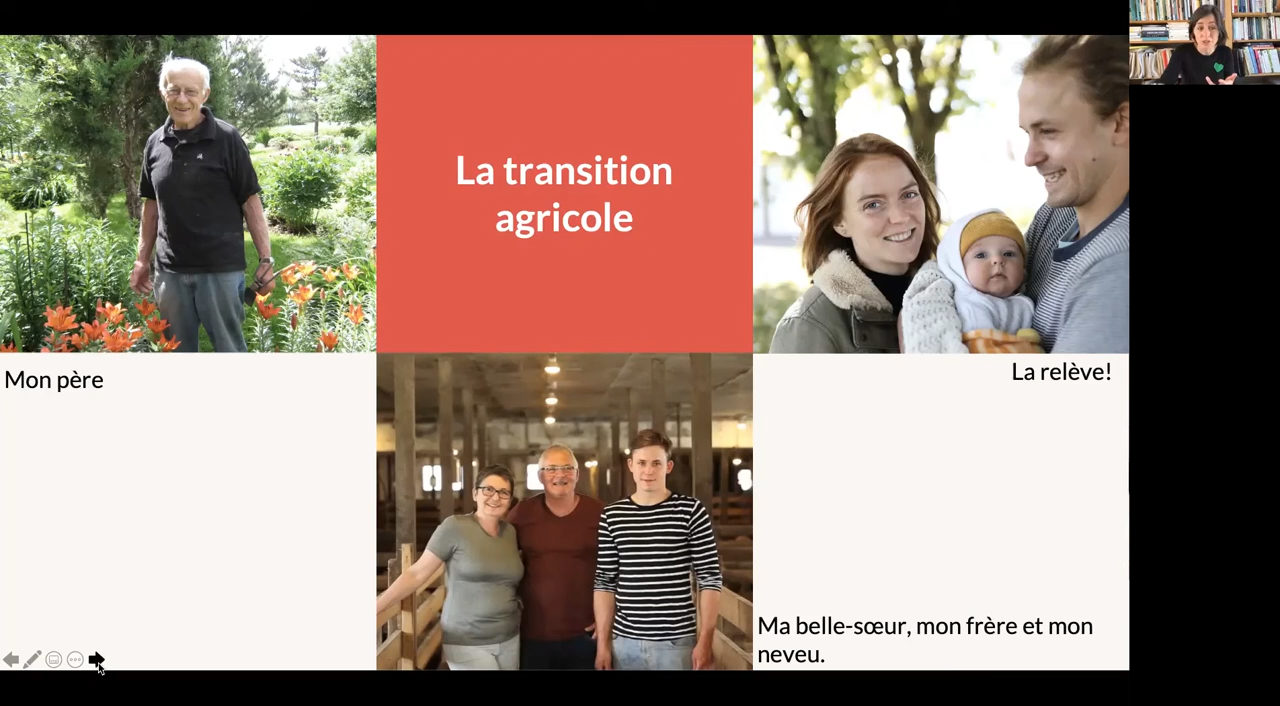 La transition
agricole
Mon père
La relève!
Ma belle-sœur, mon frère et mon
neveu.